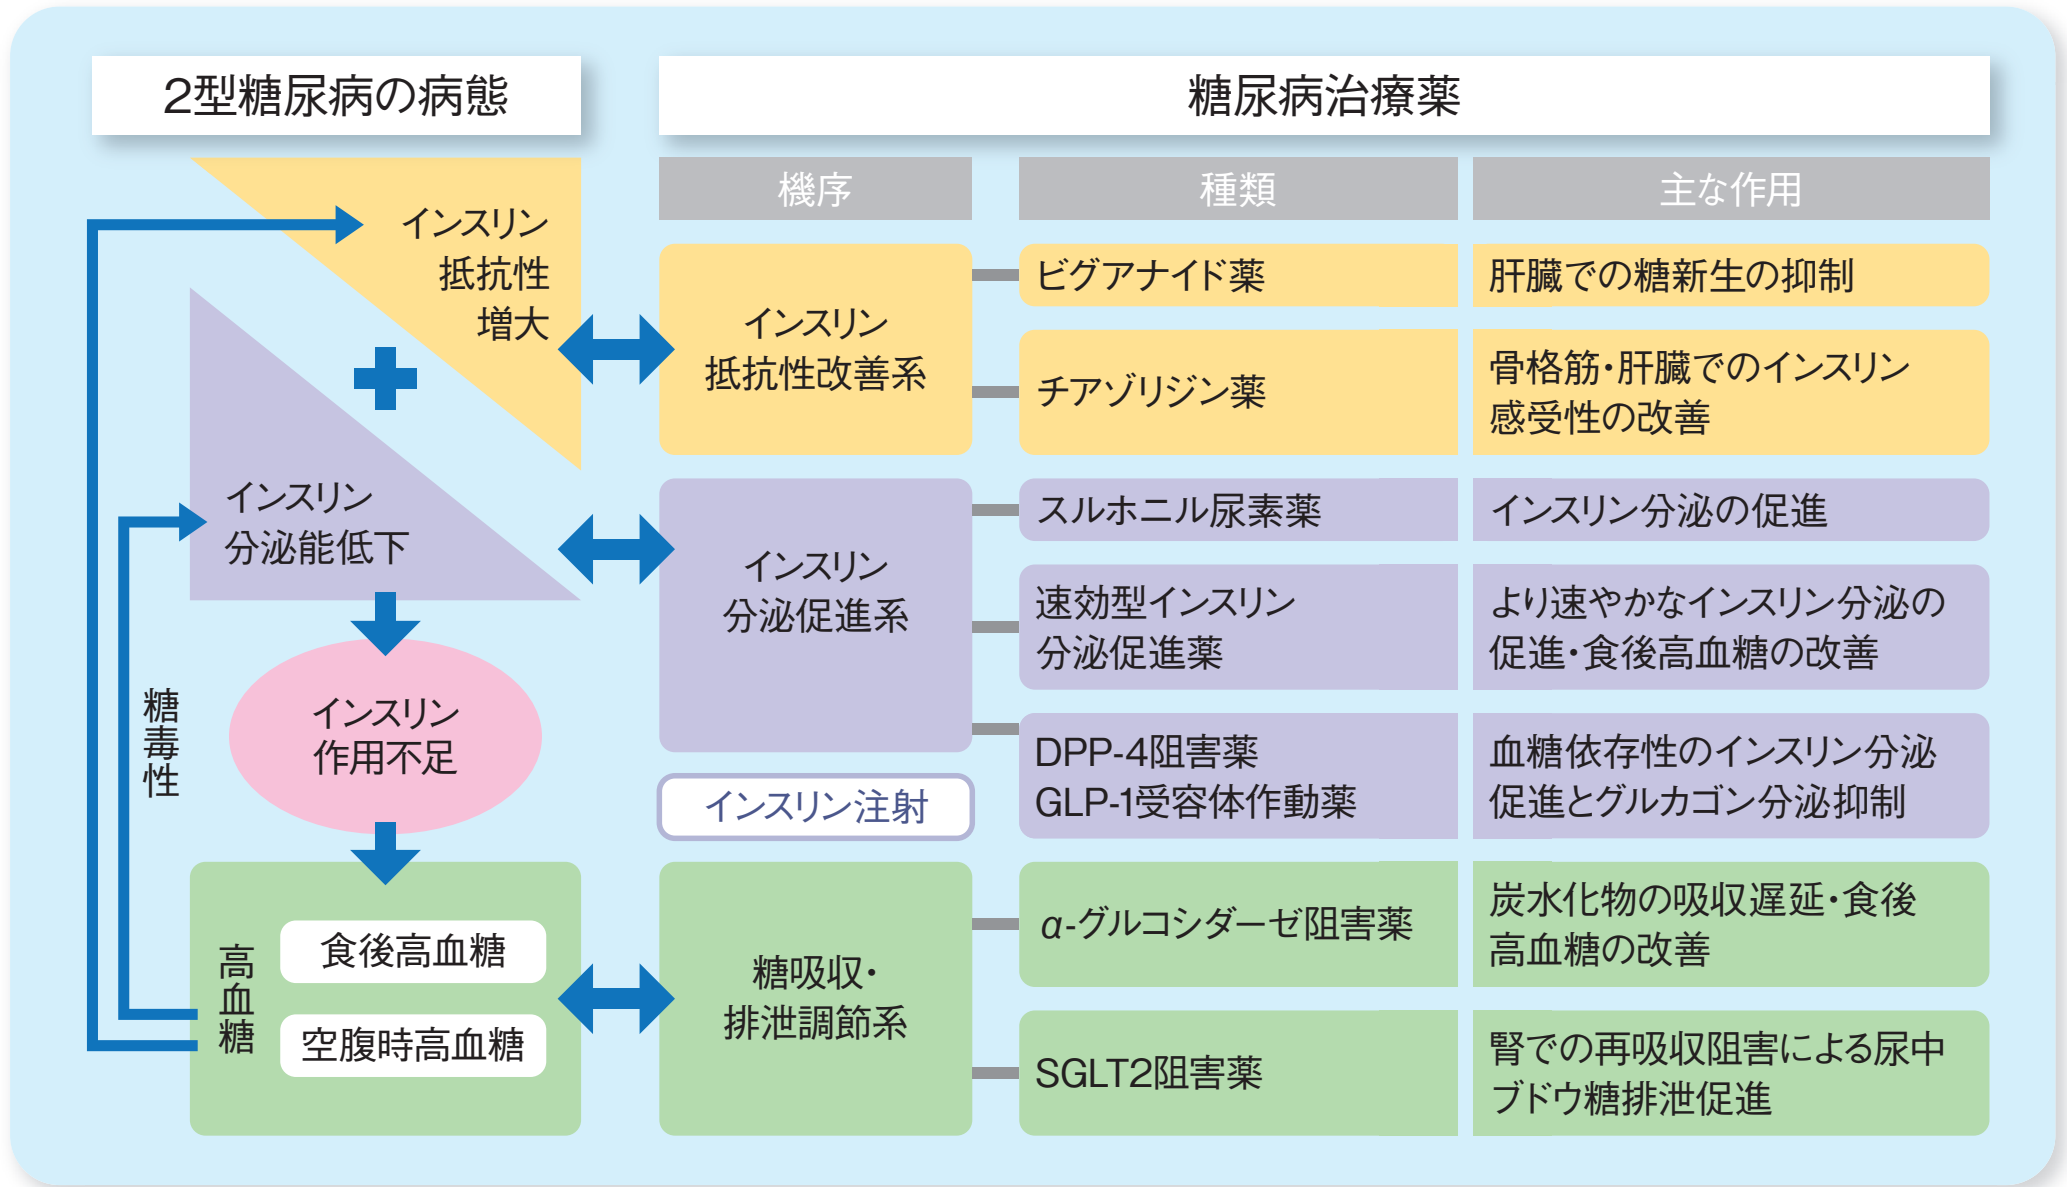 2型糖尿病の病態
糖尿病治療薬
機序
種類
主な作用
インスリン
抵抗性
増大
インスリン
分泌能低下
インスリン
作用不足
糖毒性
高血糖
食後高血糖
空腹時高血糖
インスリン
抵抗性改善系
ビグアナイド薬
肝臓での糖新生の抑制
チアゾリジン薬
骨格筋・肝臓でのインスリン
感受性の改善
インスリン
分泌促進系
スルホニル尿素薬
インスリン分泌の促進
速効型インスリン
分泌促進薬
より速やかなインスリン分泌の
促進・食後高血糖の改善
DPP-4阻害薬
GLP-1受容体作動薬
血糖依存性のインスリン分泌
促進とグルカゴン分泌抑制
インスリン注射
糖吸収・
排泄調節系
α-グルコシダーゼ阻害薬
炭水化物の吸収遅延・食後
高血糖の改善
SGLT2阻害薬
腎での再吸収阻害による尿中
ブドウ糖排泄促進